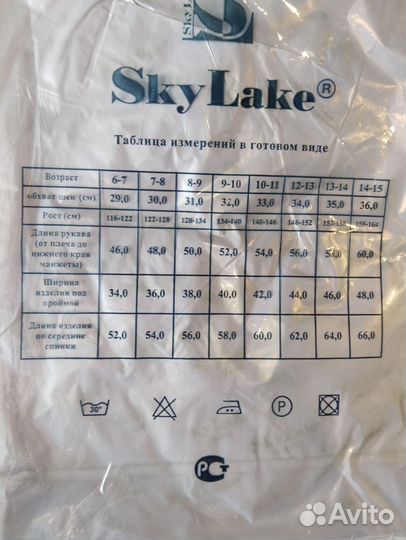 SkyL
SkyLake®
Таблица измерений в готовом виде
Возраст 6-7 7-8 8-9 9-10 10-11 12-13 13-14 14-15
обхват шеи (см) 29,0 30,0 31,0 32,0 33,0 34,0 35,0 36,0
Рост (см) 116-122 122-128 128-134 134-140 140-146 146-152 152-158 158-164
Длина рукава
(от плеча до
нижнего края
манжеты) 46,0 48,0 50,0 52,0 54,0 56,0 58,0 60,0
Ширина
изделия под
проймой 34,0 36,0 38,0 40,0 42,0 44,0 46,0 48,0
Длина изделия
по середине
спинки 52,0 54,0 56,0 58,0 60,0 62,0 64,0 66,0
30° P
РСТ
Avito